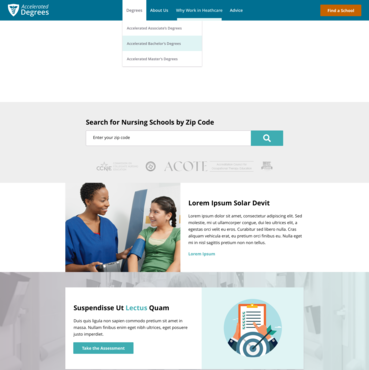 Accelerated
Degrees
Degrees About Us Why Work in Healthcare Advice
Find a School
Accelerated Associate's Degrees
Accelerated Bachelor's Degrees
Accelerated Master's Degrees
Search for Nursing Schools by Zip Code
Enter your zip code
CCNE
ACOTE
Lorem Ipsum Solar Devit
Lorem ipsum dolor sit amet, consectetur adipiscing elit. Sed
molestie, mi ut ullamcorper congue, dui leo ultrices elit, a
egestas orci velit eu eros. Curabitur sed libero nulla. Cras
aliquam vehicula erat, eu pretium orci finibus eu. Nulla eget
mi in nisl sagittis pretium non non tellus.
Lorem ipsum
Suspendisse Ut Lectus Quam
Duis quis ligula non sapien commodo pretium sit amet in
massa. Nullam finibus enim eget nibh ultrices, eget posuere
justo imperdiet.
Take the Assessment